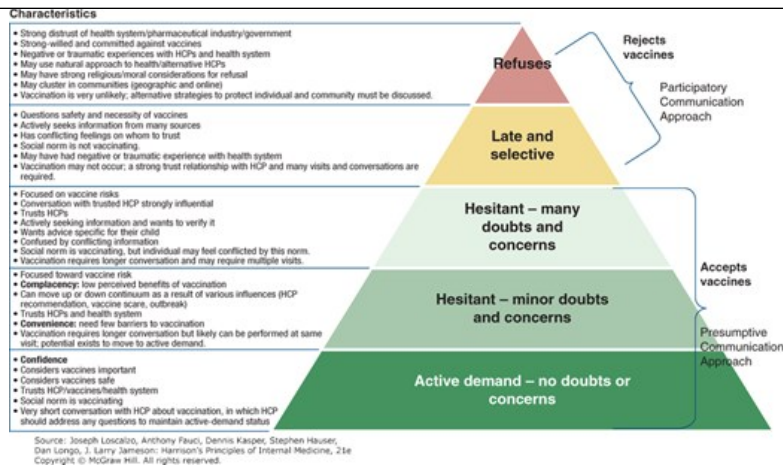 Characteristics
• Strong distrust of health system/pharmaceutical industry/government
• Strong-willed and committed against vaccines
• Negative or traumatic experiences with HCPs and health system
• May use natural approach to health/alternative HCPs
• May have strong religious/moral considerations for refusal
• May cluster in communities (geographic and online)
• Vaccination is very unlikely; alternative strategies to protect individual and community must be discussed.
Refuses
Rejects
vaccines
Participatory
Communication
Approach
• Questions safety and necessity of vaccines
• Actively seeks information from many sources
• Has conflicting feelings on whom to trust
• Social norm is not vaccinating.
• May have had negative or traumatic experience with health system
• Vaccination may not occur; a strong trust relationship with HCP and many visits and conversations are
required.
Late and
selective
• Focused on vaccine risks
• Conversation with trusted HCP strongly influential
• Trusts HCPs
• Actively seeking information and wants to verify it
• Wants advice specific for their child
• Confused by conflicting information
• Social norm is vaccinating, but individual may feel conflicted by this norm.
• Vaccination requires longer conversation and may require multiple visits.
Hesitant – many
doubts and
concerns
• Focused toward vaccine risk
• Complacency: low perceived benefits of vaccination
• Can move up or down continuum as a result of various influences (HCP
recommendation, vaccine scare, outbreak)
• Trusts HCPs and health system
• Convenience: need few barriers to vaccination
• Vaccination requires longer conversation but likely can be performed at same
visit; potential exists to move to active demand.
Hesitant – minor doubts
and concerns
Accepts
vaccines
Presumptive
Communication
Approach
• Confidence
• Considers vaccines important
• Considers vaccines safe
• Trusts HCP/vaccines/health system
• Social norm is vaccinating
• Very short conversation with HCP about vaccination, in which HCP
should address any questions to maintain active-demand status
Active demand – no doubts or
concerns
Source: Joseph Loscalzo, Anthony Fauci, Dennis Kasper, Stephen Hauser,
Dan Longo, J. Larry Jameson: Harrison's Principles of Internal Medicine, 21e
Copyright © McGraw Hill. All rights reserved.